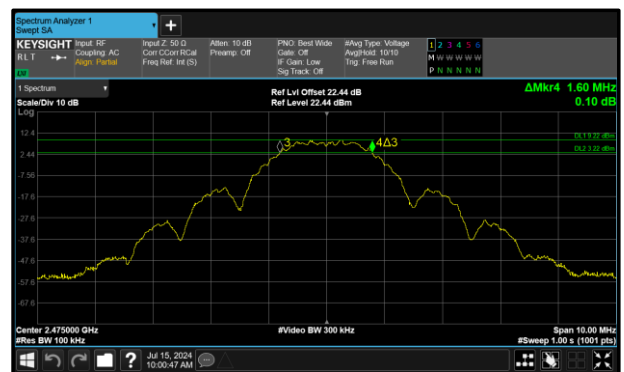 Spectrum Analyzer 1
Swept SA
+
KEYSIGHT
RLT
Input: RF
Coupling: AC
Align: Partial
Input Z: 50 Ω
Corr CCorr RCal
Freq Ref: Int (S)
Atten: 10 dB
Preamp: Off
PNO: Best Wide
Gate: Off
IF Gain: Low
Sig Track: Off
#Avg Type: Voltage
Avg|Hold: 10/10
Trig: Free Run
1 2 3 4 5 6
M W W W W W
P N N N N N
1 Spectrum
Scale/Div 10 dB
Ref Lvl Offset 22.44 dB
Ref Level 22.44 dBm
ΔMkr4 1.60 MHz
0.10 dB
Log
12.4
2.44
-7.56
-17.6
-27.6
-37.6
-47.6
-57.6
-67.6
3
4Δ3
DL1 9.22 dBm
DL2 3.22 dBm
Center 2.475000 GHz
#Res BW 100 kHz
#Video BW 300 kHz
Span 10.00 MHz
#Sweep 1.00 s (1001 pts)
?
Jul 15, 2024
10:00:47 AM